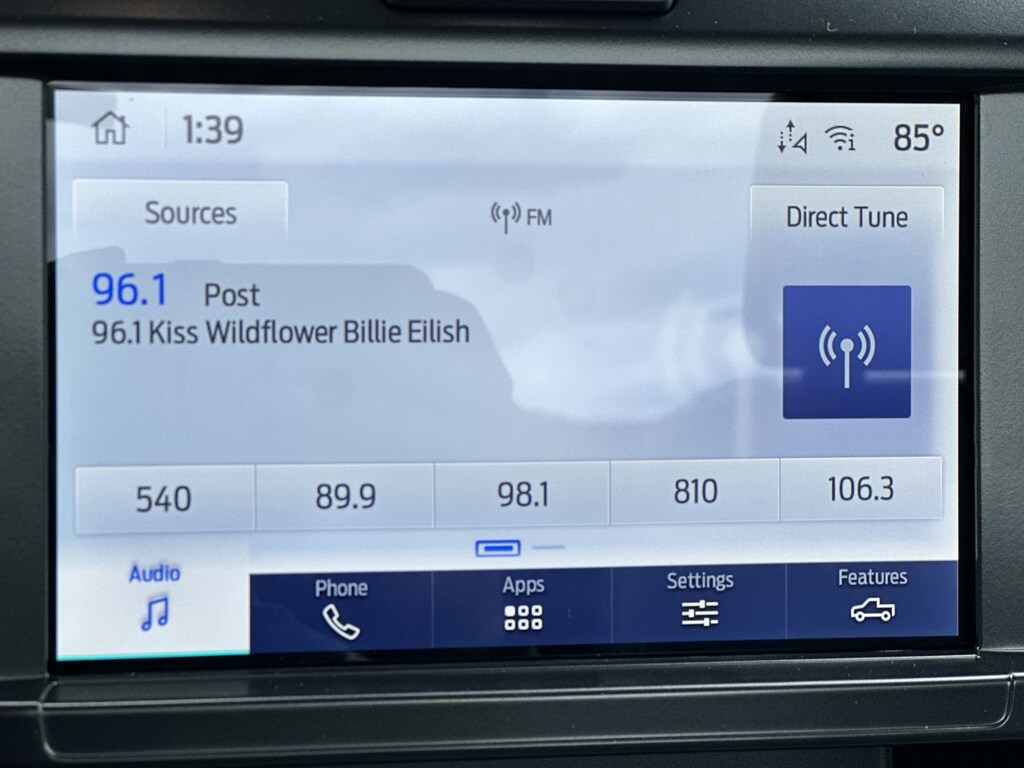 1:39
85°
Sources
FM
Direct Tune
96.1 Post
96.1 Kiss Wildflower Billie Eilish
540
89.9
98.1
810
106.3
Audio
Phone
Apps
Settings
Features